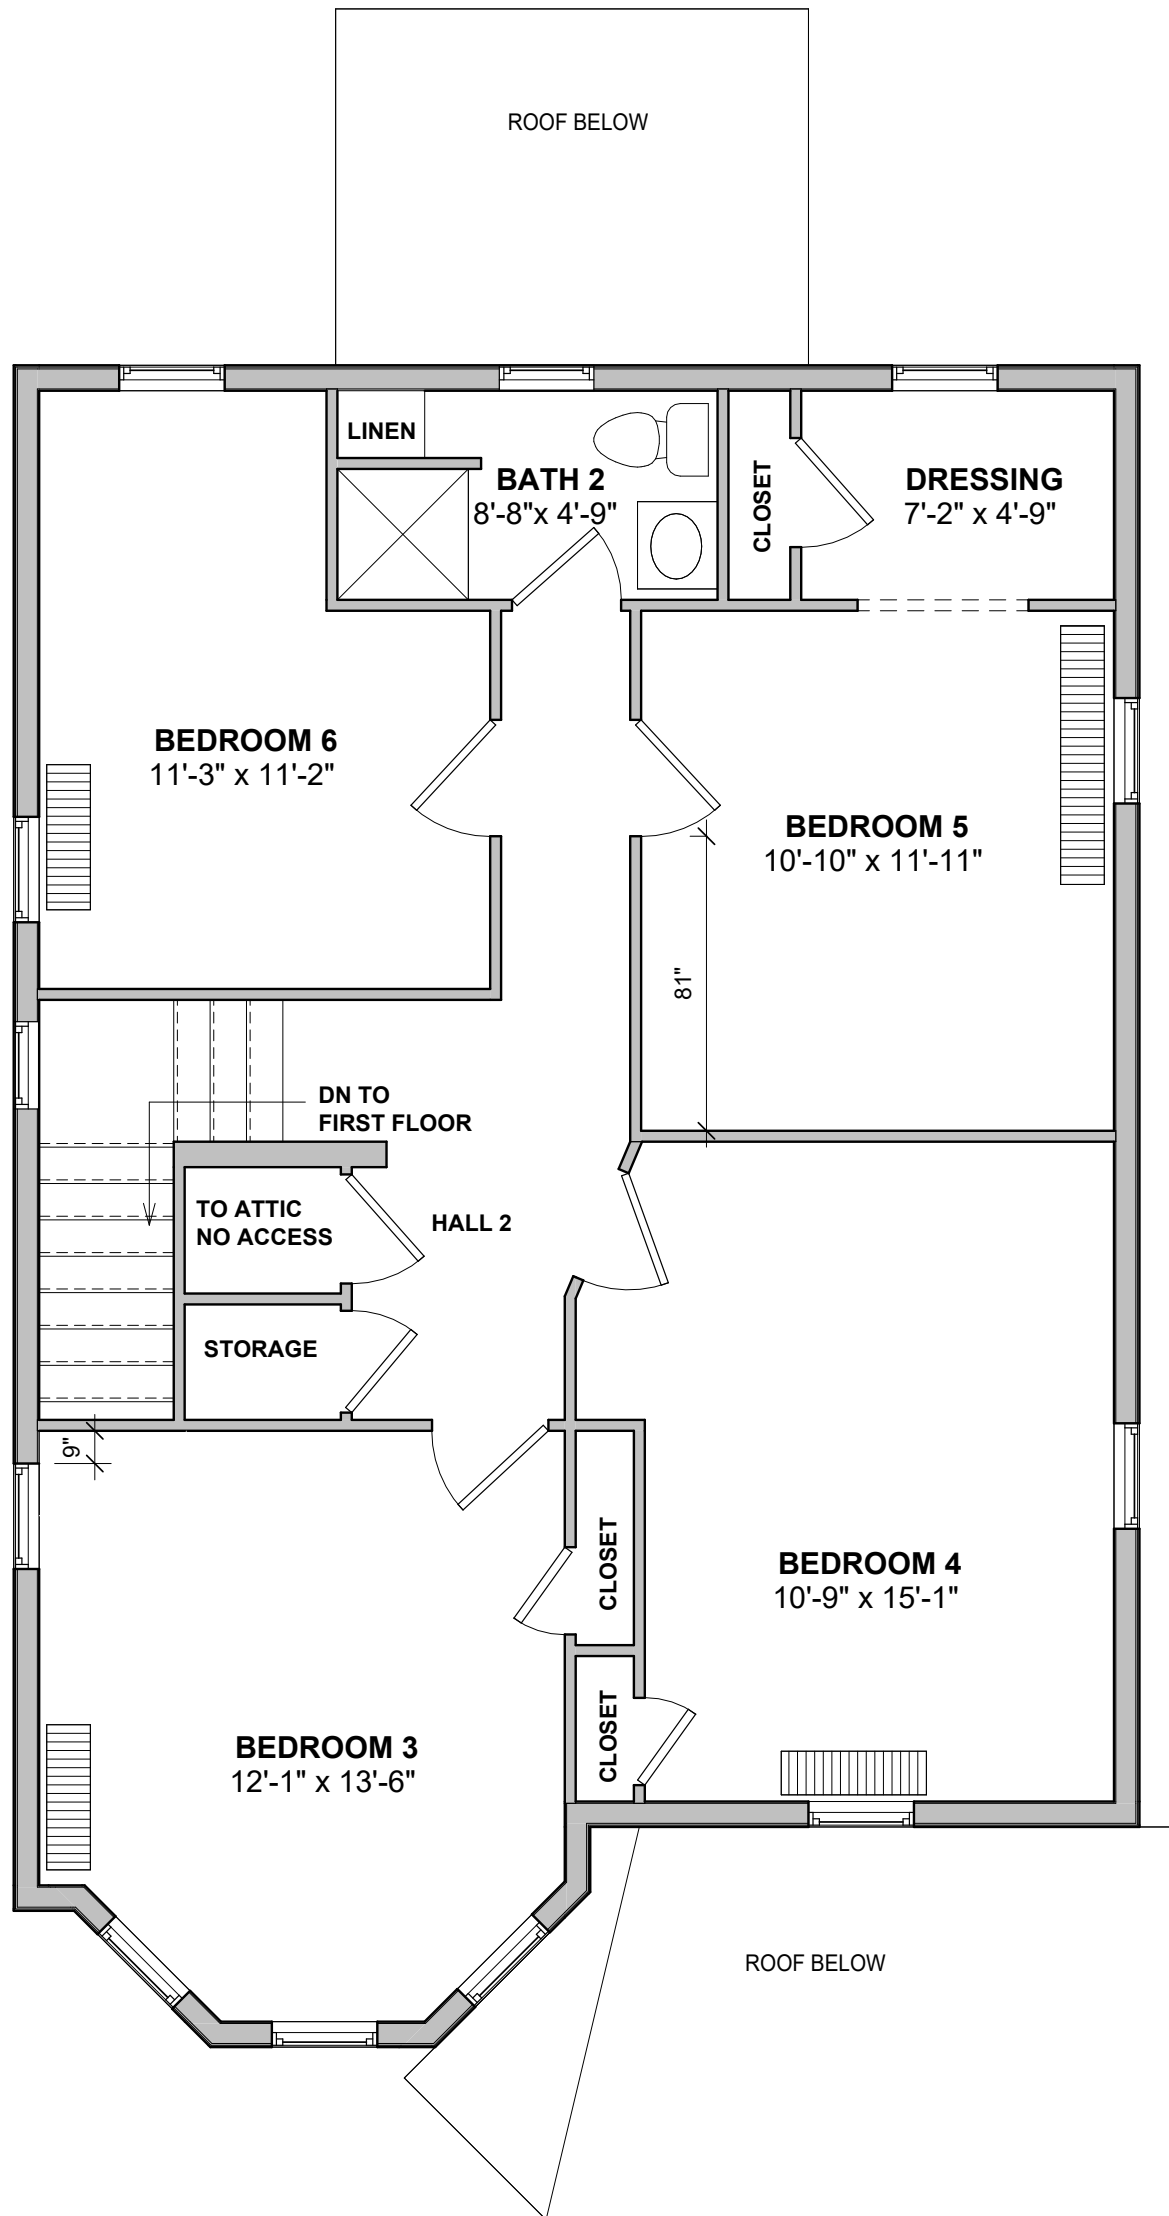 ROOF BELOW
LINEN
BATH 2
8'-8"x 4'-9"
CLOSET
DRESSING
7'-2" x 4'-9"
BEDROOM 6
11'-3" x 11'-2"
BEDROOM 5
10'-10" x 11'-11"
81"
DN TO
FIRST FLOOR
TO ATTIC
NO ACCESS
HALL 2
STORAGE
9"
CLOSET
BEDROOM 4
10'-9" x 15'-1"
CLOSET
BEDROOM 3
12'-1" x 13'-6"
ROOF BELOW